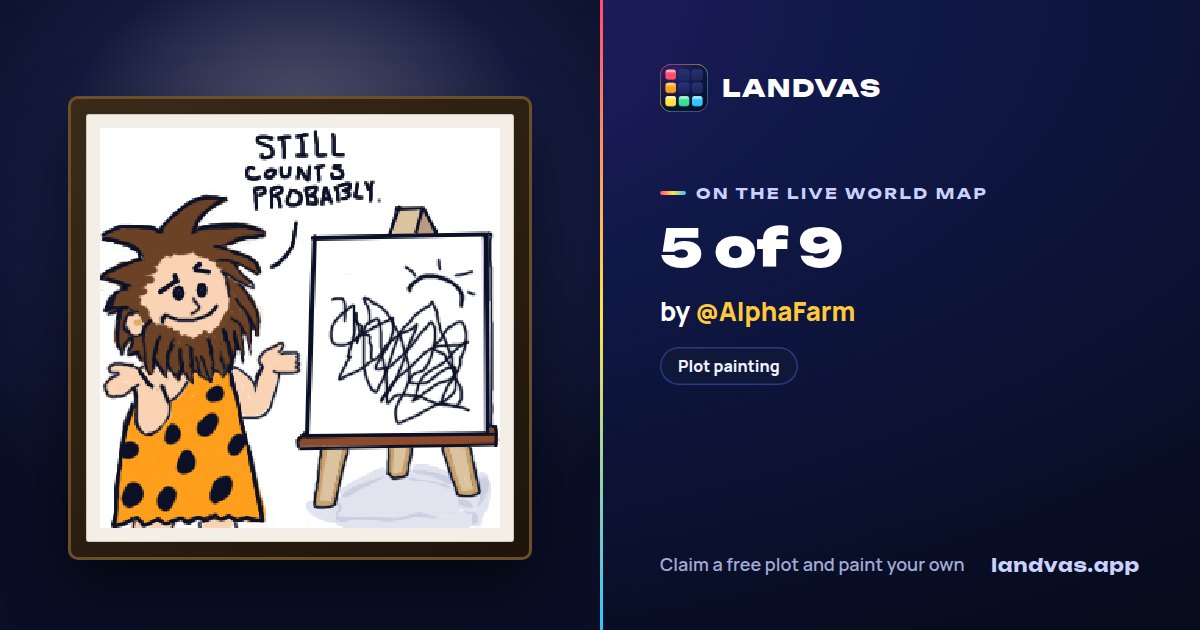 STILL
COUNTS
PROBABLY.
LANDVAS
ON THE LIVE WORLD MAP
5 of 9
by @AlphaFarm
Plot painting
Claim a free plot and paint your own landvas.app